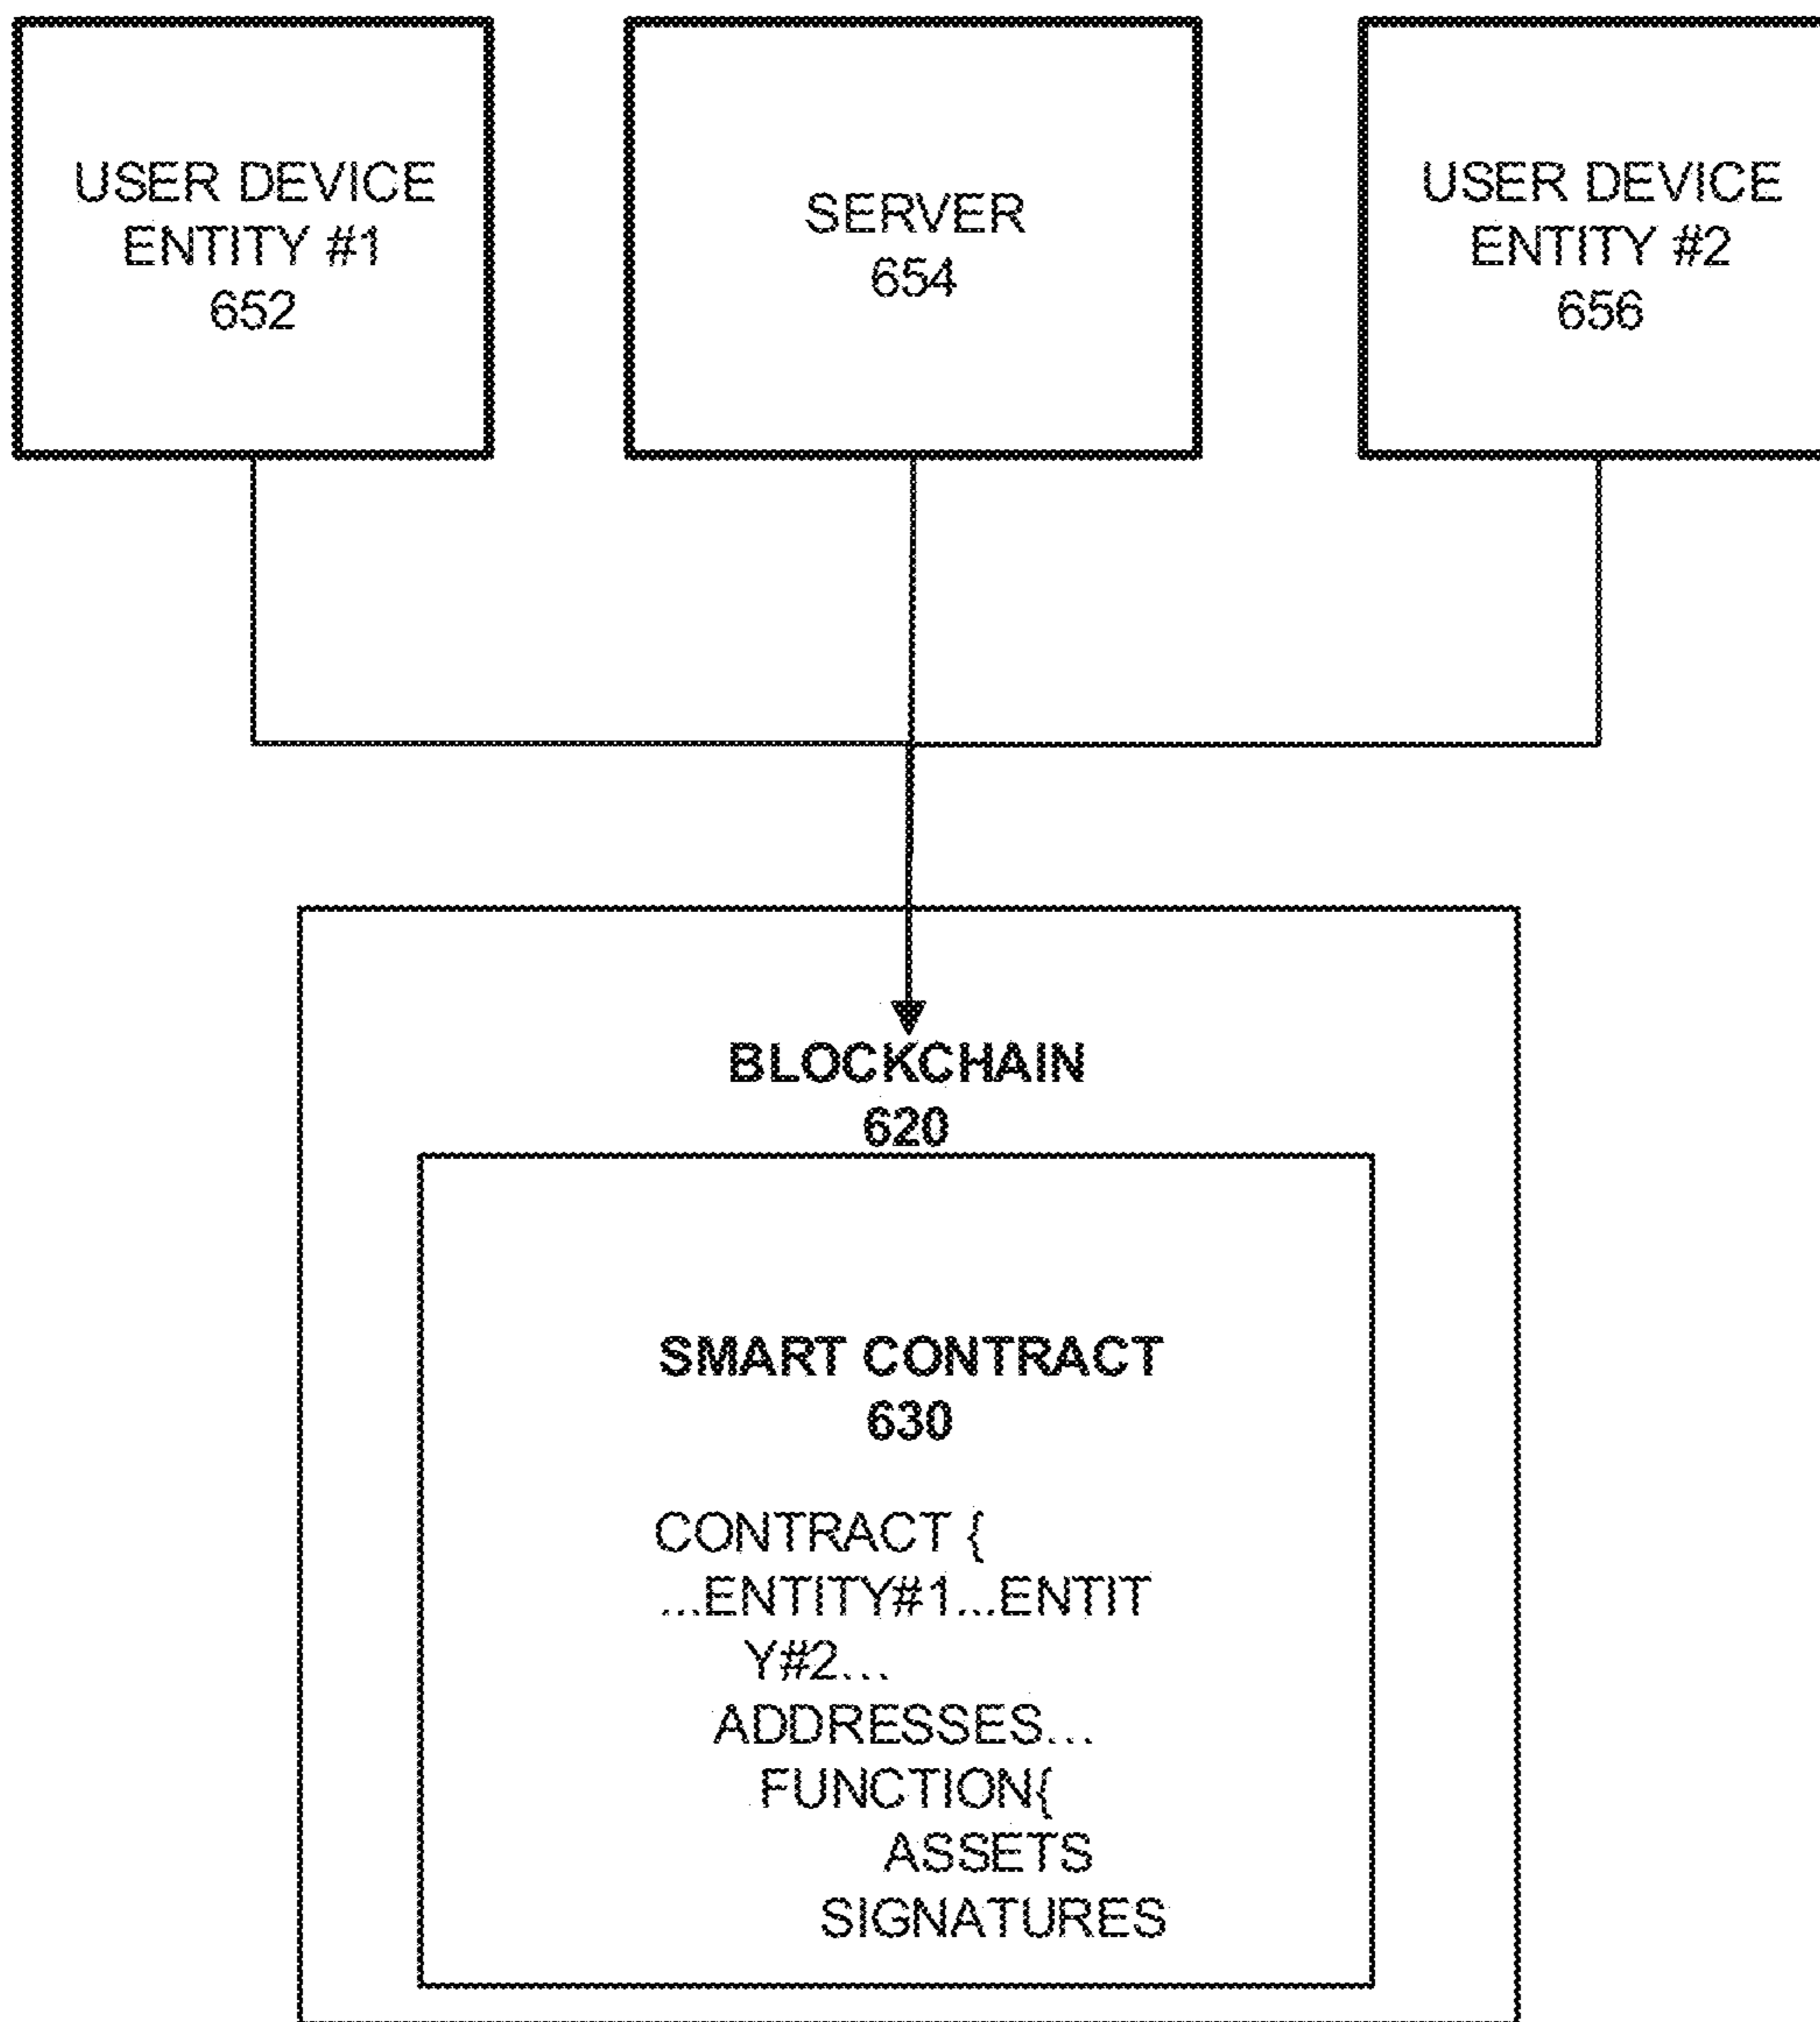 USER DEVICE
ENTITY #1
652
SERVER
654
USER DEVICE
ENTITY #2
656
BLOCKCHAIN
620
SMART CONTRACT
630
CONTRACT {
...ENTITY#1...ENTIT
Y#2...
ADDRESSES...
FUNCTION{
ASSETS
SIGNATURES